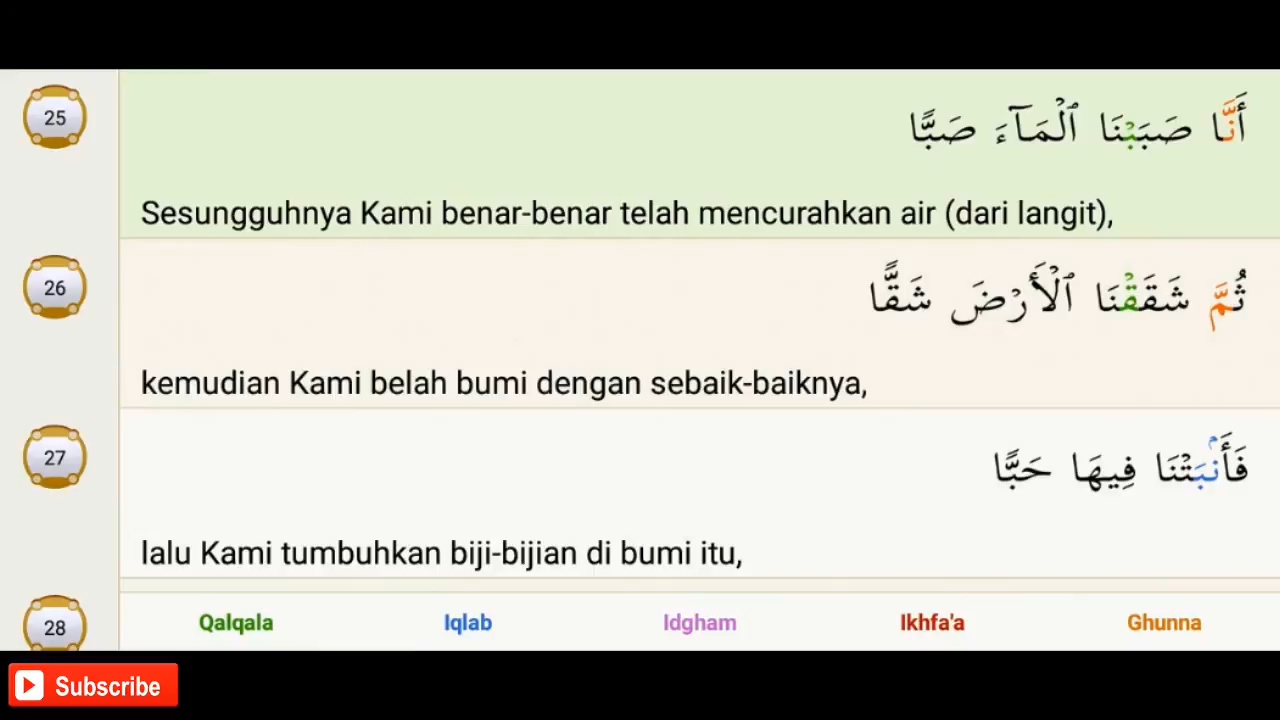 25
أَنَّا صَبَبْنَا ٱلْمَآءَ صَبًّا
Sesungguhnya Kami benar-benar telah mencurahkan air (dari langit),
26
ثُمَّ شَقَقْنَا ٱلْأَرْضَ شَقًّا
kemudian Kami belah bumi dengan sebaik-baiknya,
27
فَأَنۢبَتْنَا فِيهَا حَبًّا
lalu Kami tumbuhkan biji-bijian di bumi itu,
28
Qalqala Iqlab Idgham Ikhfa'a Ghunna
Subscribe